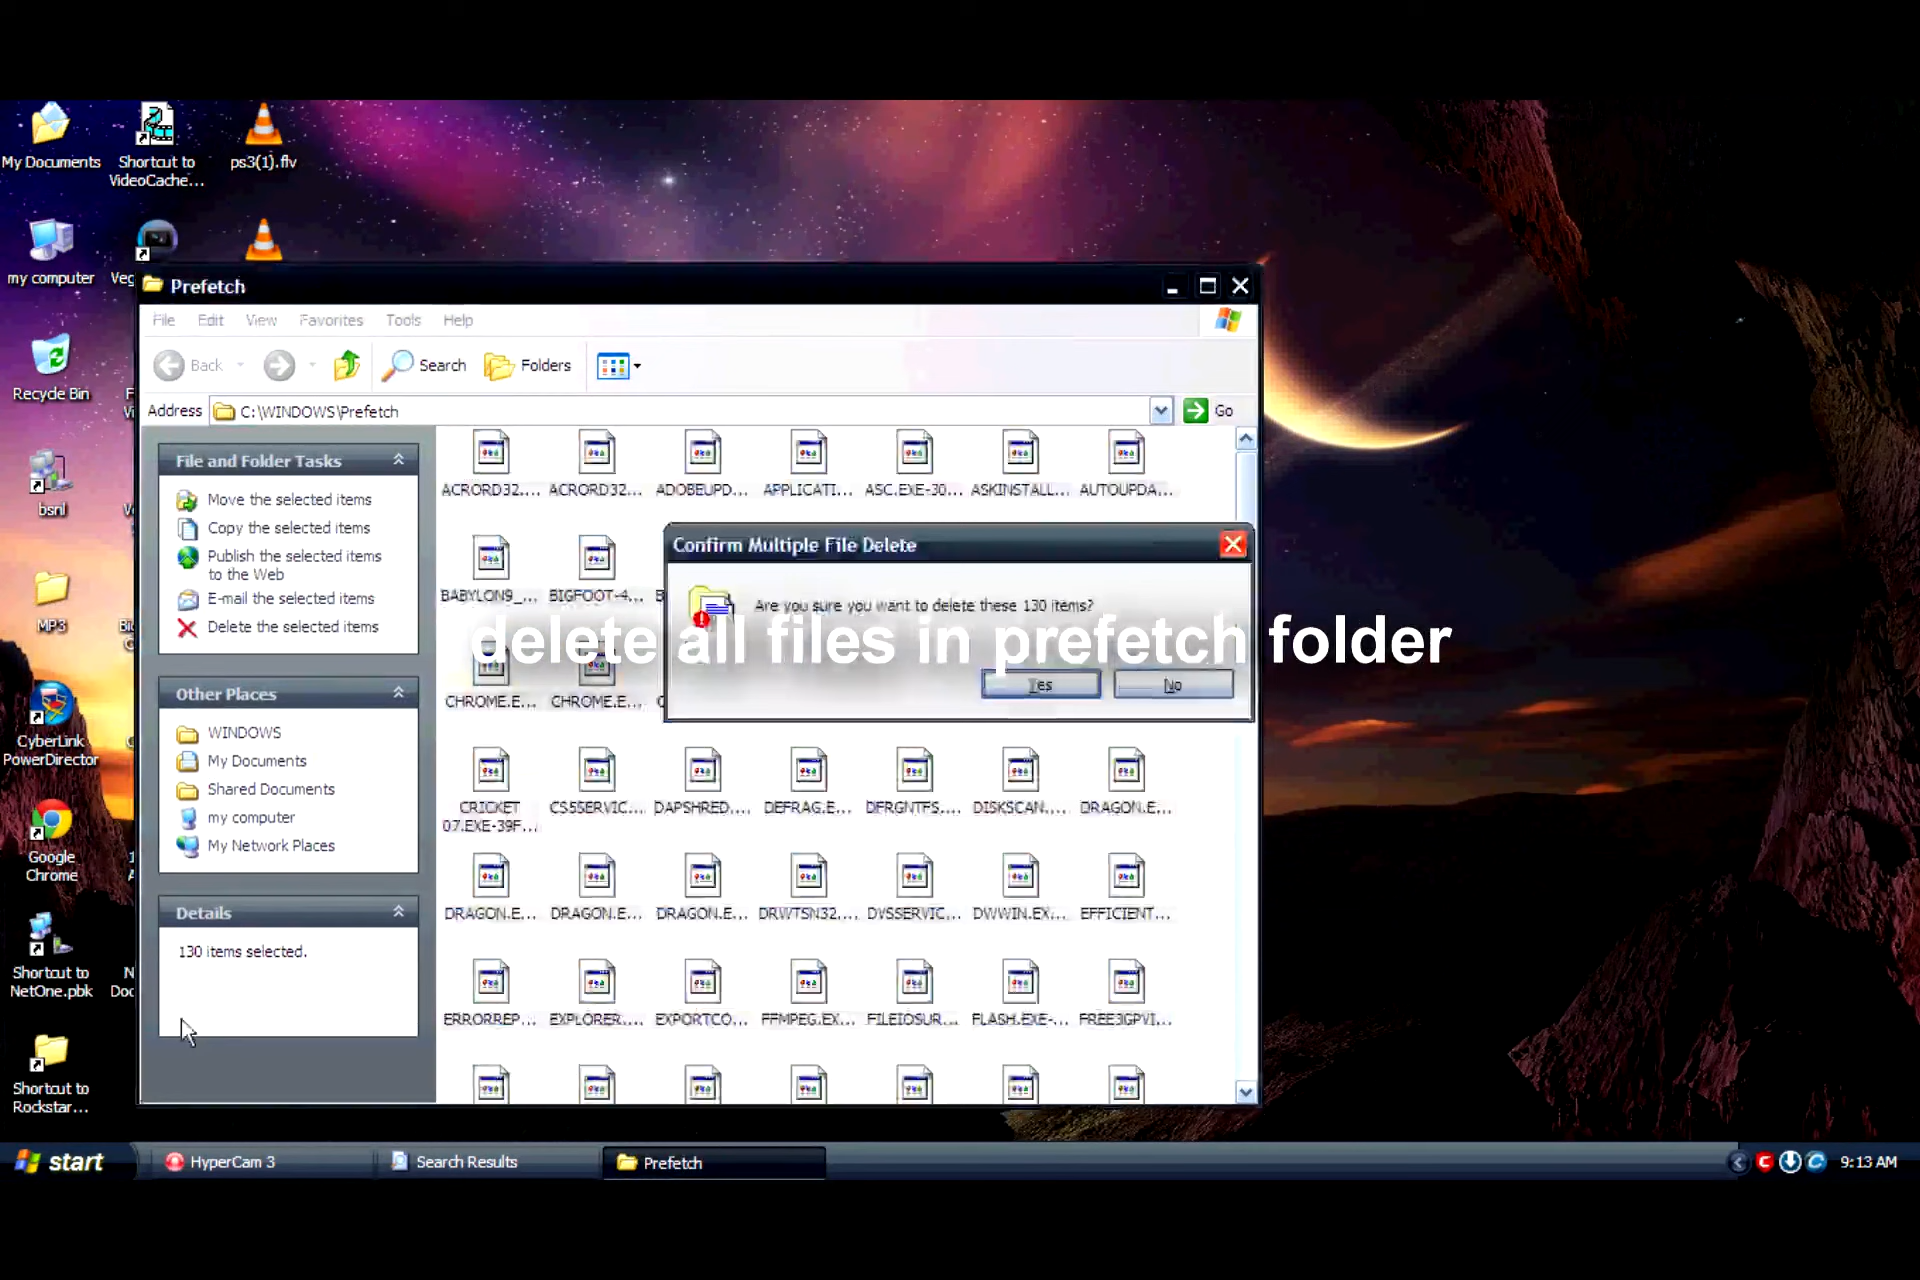 My Documents
Shortcut to
VideoCache...
ps3(1).flv
my computer
Veg
Recycle Bin
bsnl
MP3
CyberLink
PowerDirector
Google
Chrome
Shortcut to
NetOne.pbk
Shortcut to
Rockstar...
Prefetch
File Edit View Favorites Tools Help
Back Search Folders
Address C:\WINDOWS\Prefetch Go
File and Folder Tasks
Move the selected items
Copy the selected items
Publish the selected items
to the Web
E-mail the selected items
Delete the selected items
Other Places
WINDOWS
My Documents
Shared Documents
my computer
My Network Places
Details
130 items selected.
ACRORD32.... ACRORD32... ADOBEUPD... APPLICATI... ASC.EXE-30... ASKINSTALL... AUTOUPDA...
BABYLON9_... BIGFOOT-4...
Confirm Multiple File Delete
Are you sure you want to delete these 130 items?
delete all files in prefetch folder
Yes No
CHROME.E... CHROME.E...
CRICKET
07.EXE-39F...
CS5SERVIC... DAPSHRED.... DEFRAG.E... DFRGNTFS.... DISKSCAN.... DRAGON.E...
DRAGON.E... DRAGON.E... DRAGON.E... DRWTSN32.... DVSSERVIC... DWWIN.EX... EFFICIENT...
ERRORREP... EXPLORER.... EXPORTCO... FFMPEG.EX... FILEIOSUR... FLASH.EXE-... FREE3GPVI...
start HyperCam 3 Search Results Prefetch 9:13 AM